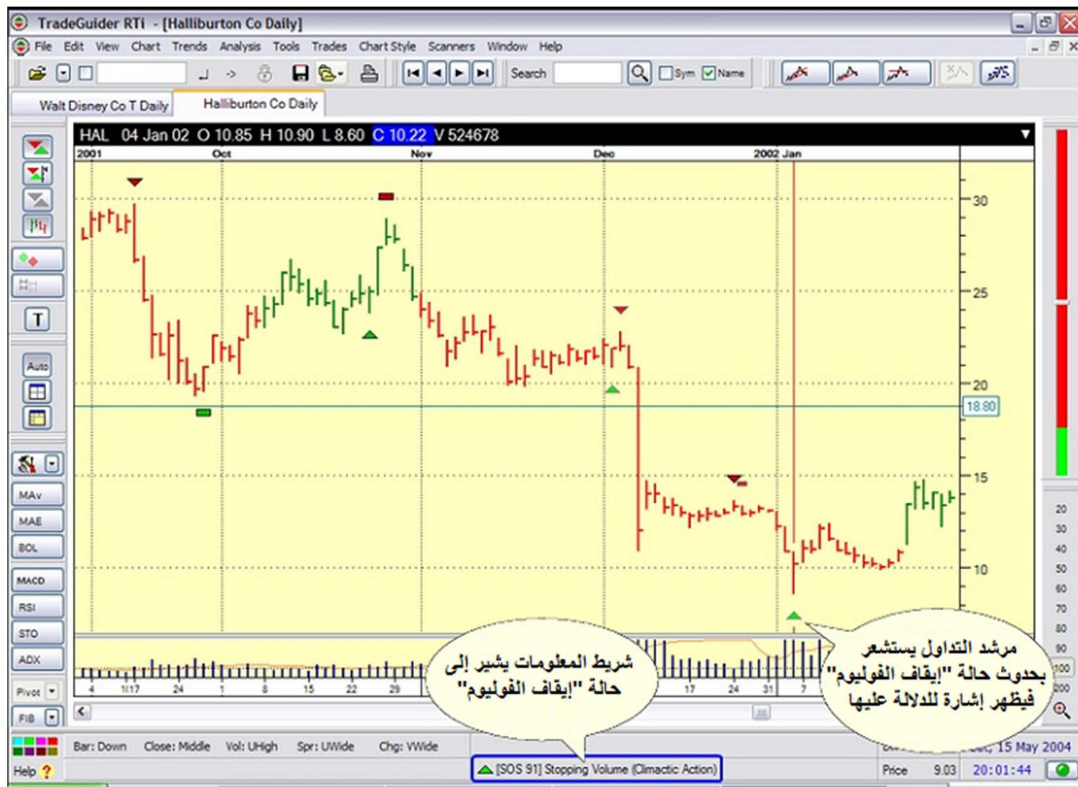 TradeGuider RTi - [Halliburton Co Daily]
File Edit View Chart Trends Analysis Tools Trades Chart Style Scanners Window Help
Search Sym Name
Walt Disney Co T Daily Halliburton Co Daily
HAL 04 Jan 02 O 10.85 H 10.90 L 8.60 C 10.22 V 524678
2001 Oct Nov Dec 2002 Jan
30
25
20
18.80
15
10
T
Auto
MAv
MAE
BOL
MACD
RSI
STO
ADX
Pivot
FIB
20
30
40
50
60
70
80
90
100
200
شريط المعلومات يشير إلى
حالة "إيقاف الفوليوم"
مرشد التداول يستشعر
بحدوث حالة "إيقاف الفوليوم"
فيظهر إشارة للدلالة عليها
4 1117 24 1 8 15 22 29 17 24 31 7
Bar: Down Close: Middle Vol: UHigh Spr: UWide Chg: VWide
15 May 2004
Help ? [SOS 91] Stopping Volume (Climactic Action) Price 9.03 20:01:44